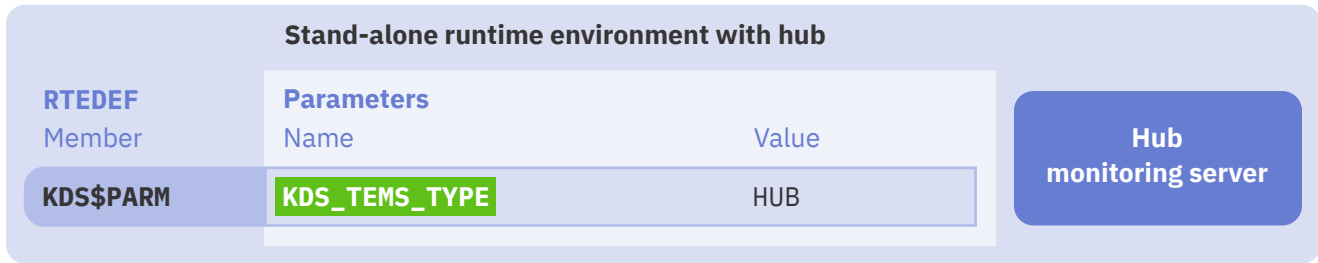 Stand-alone runtime environment with hub
RTEDEF Parameters
Member Name Value
KDS$PARM KDS_TEMS_TYPE HUB
Hub
monitoring server